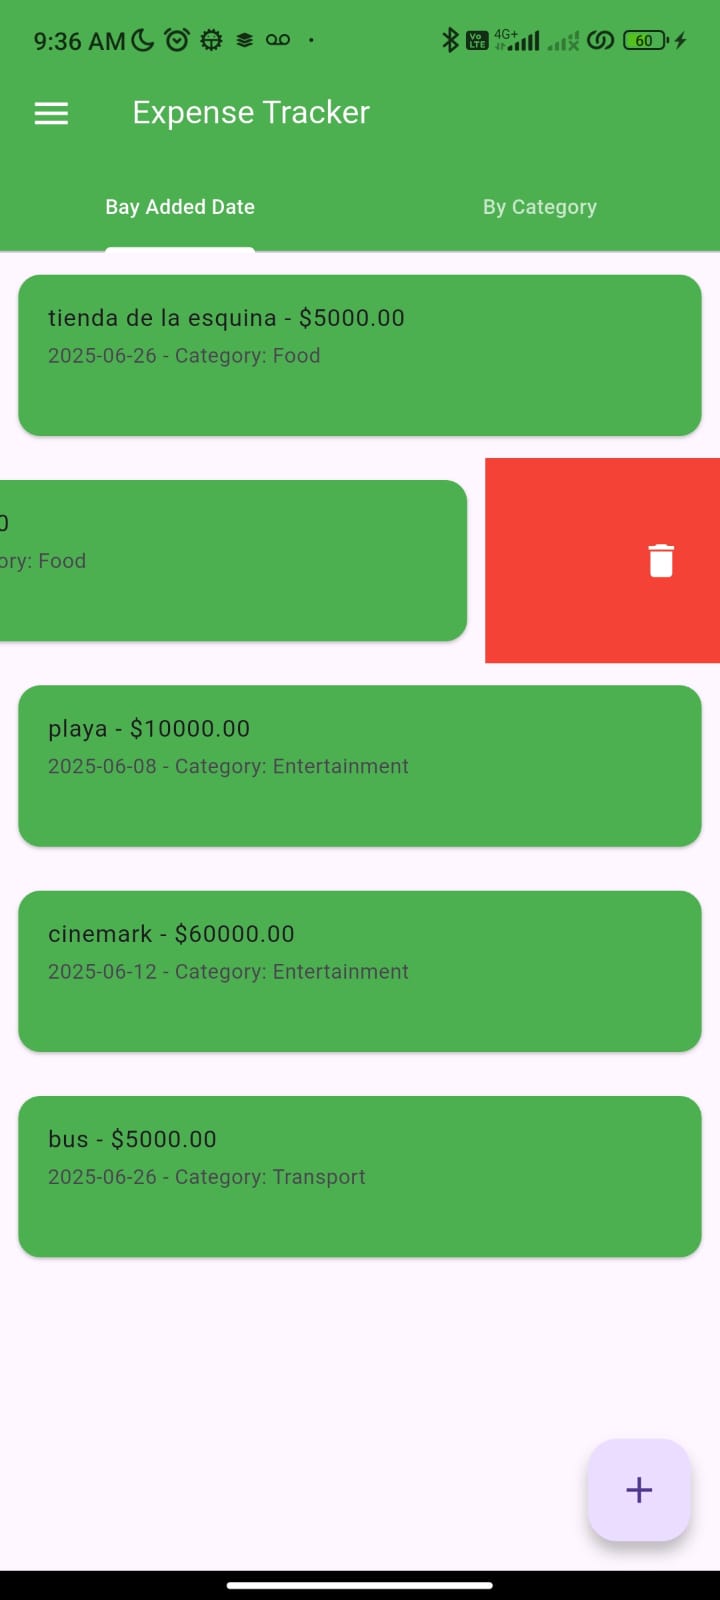 9:36 AM
Vo LTE 4G+ 60
Expense Tracker
Bay Added Date
By Category
tienda de la esquina - $5000.00
2025-06-26 - Category: Food
0
ory: Food
playa - $10000.00
2025-06-08 - Category: Entertainment
cinemark - $60000.00
2025-06-12 - Category: Entertainment
bus - $5000.00
2025-06-26 - Category: Transport